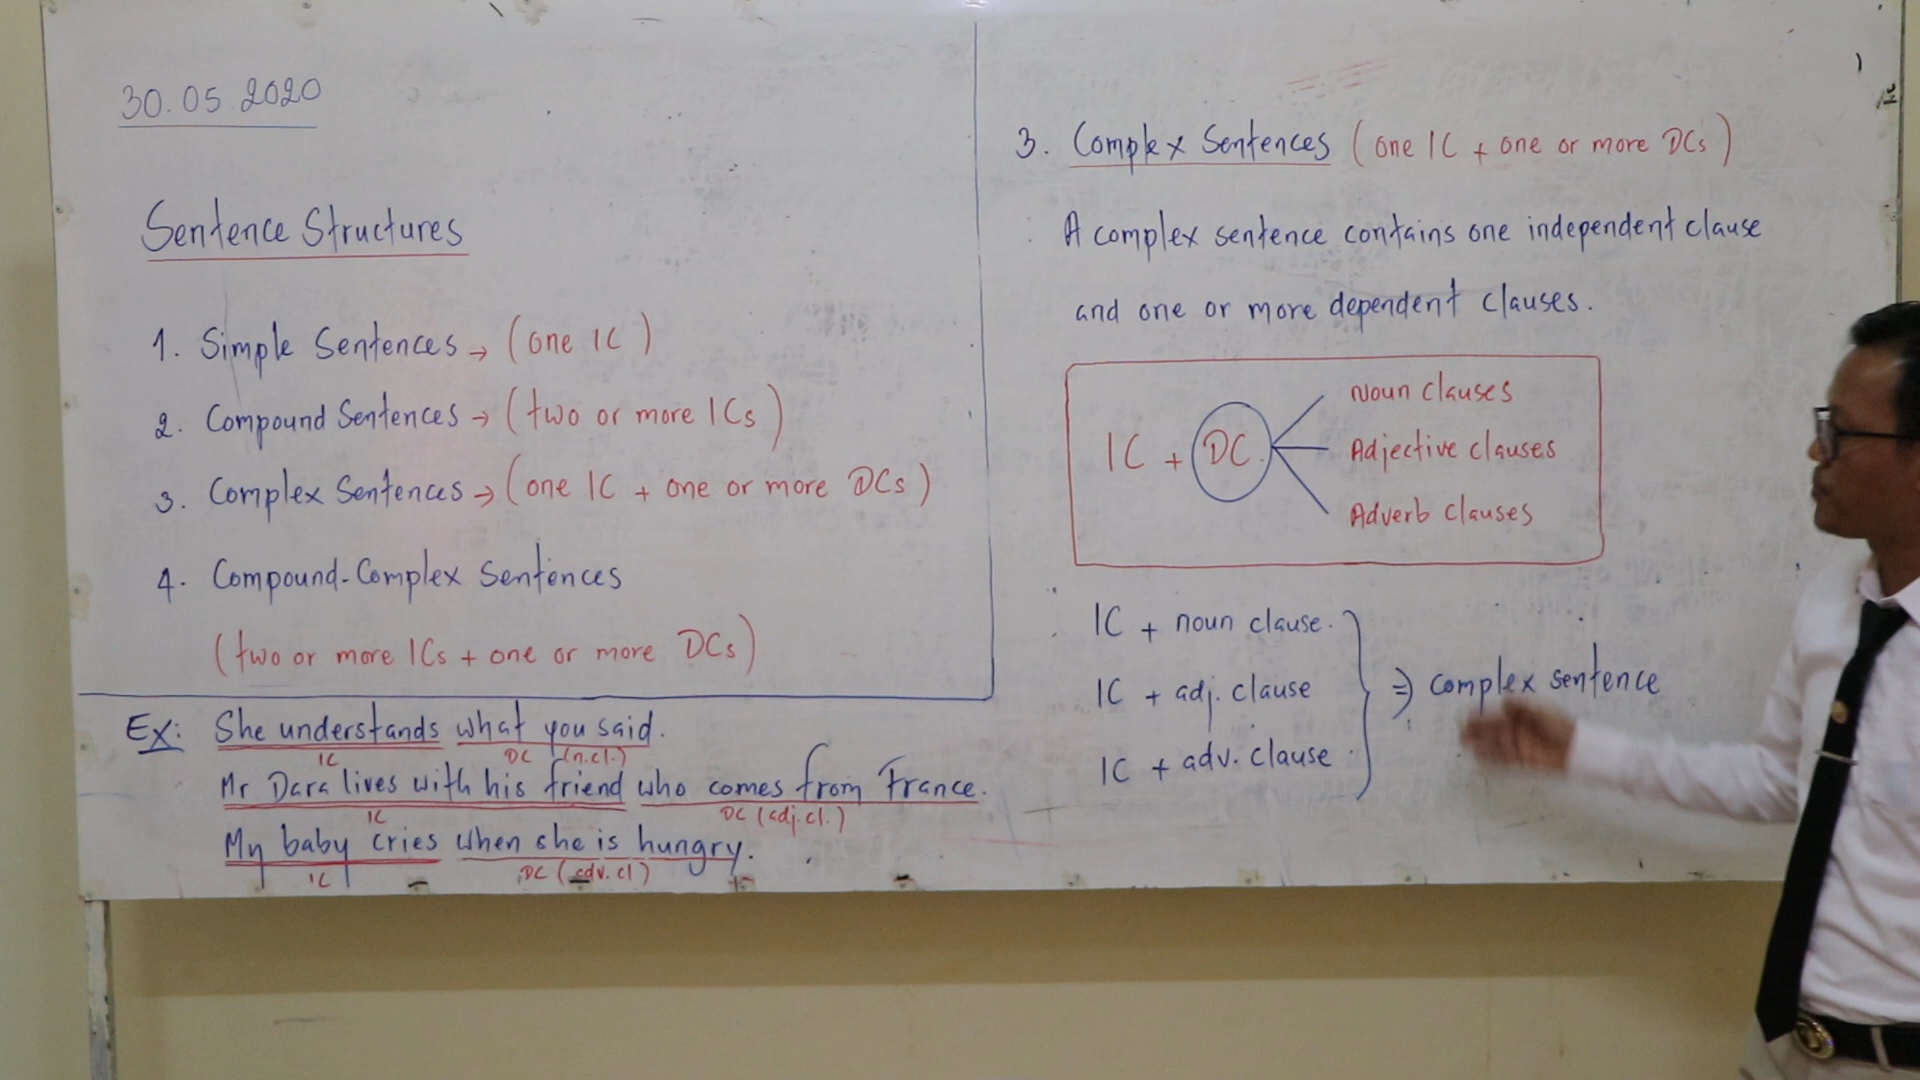 30.05.2020
Sentence Structures
1. Simple Sentences → (one IC)
2. Compound Sentences → (two or more ICs)
3. Complex Sentences → (one IC + one or more DCs)
4. Compound-Complex Sentences
(two or more ICs + one or more DCs)
Ex: She understands what you said.
IC DC (n.cl.)
Mr Dara lives with his friend who comes from France.
IC DC (adj.cl.)
My baby cries when she is hungry.
IC DC (adv.cl)
3. Complex Sentences (one IC + one or more DCs)
A complex sentence contains one independent clause
and one or more dependent clauses.
Noun clauses
IC + DC Adjective clauses
Adverb clauses
IC + noun clause.
IC + adj. clause ⇒ complex sentence
IC + adv. clause.